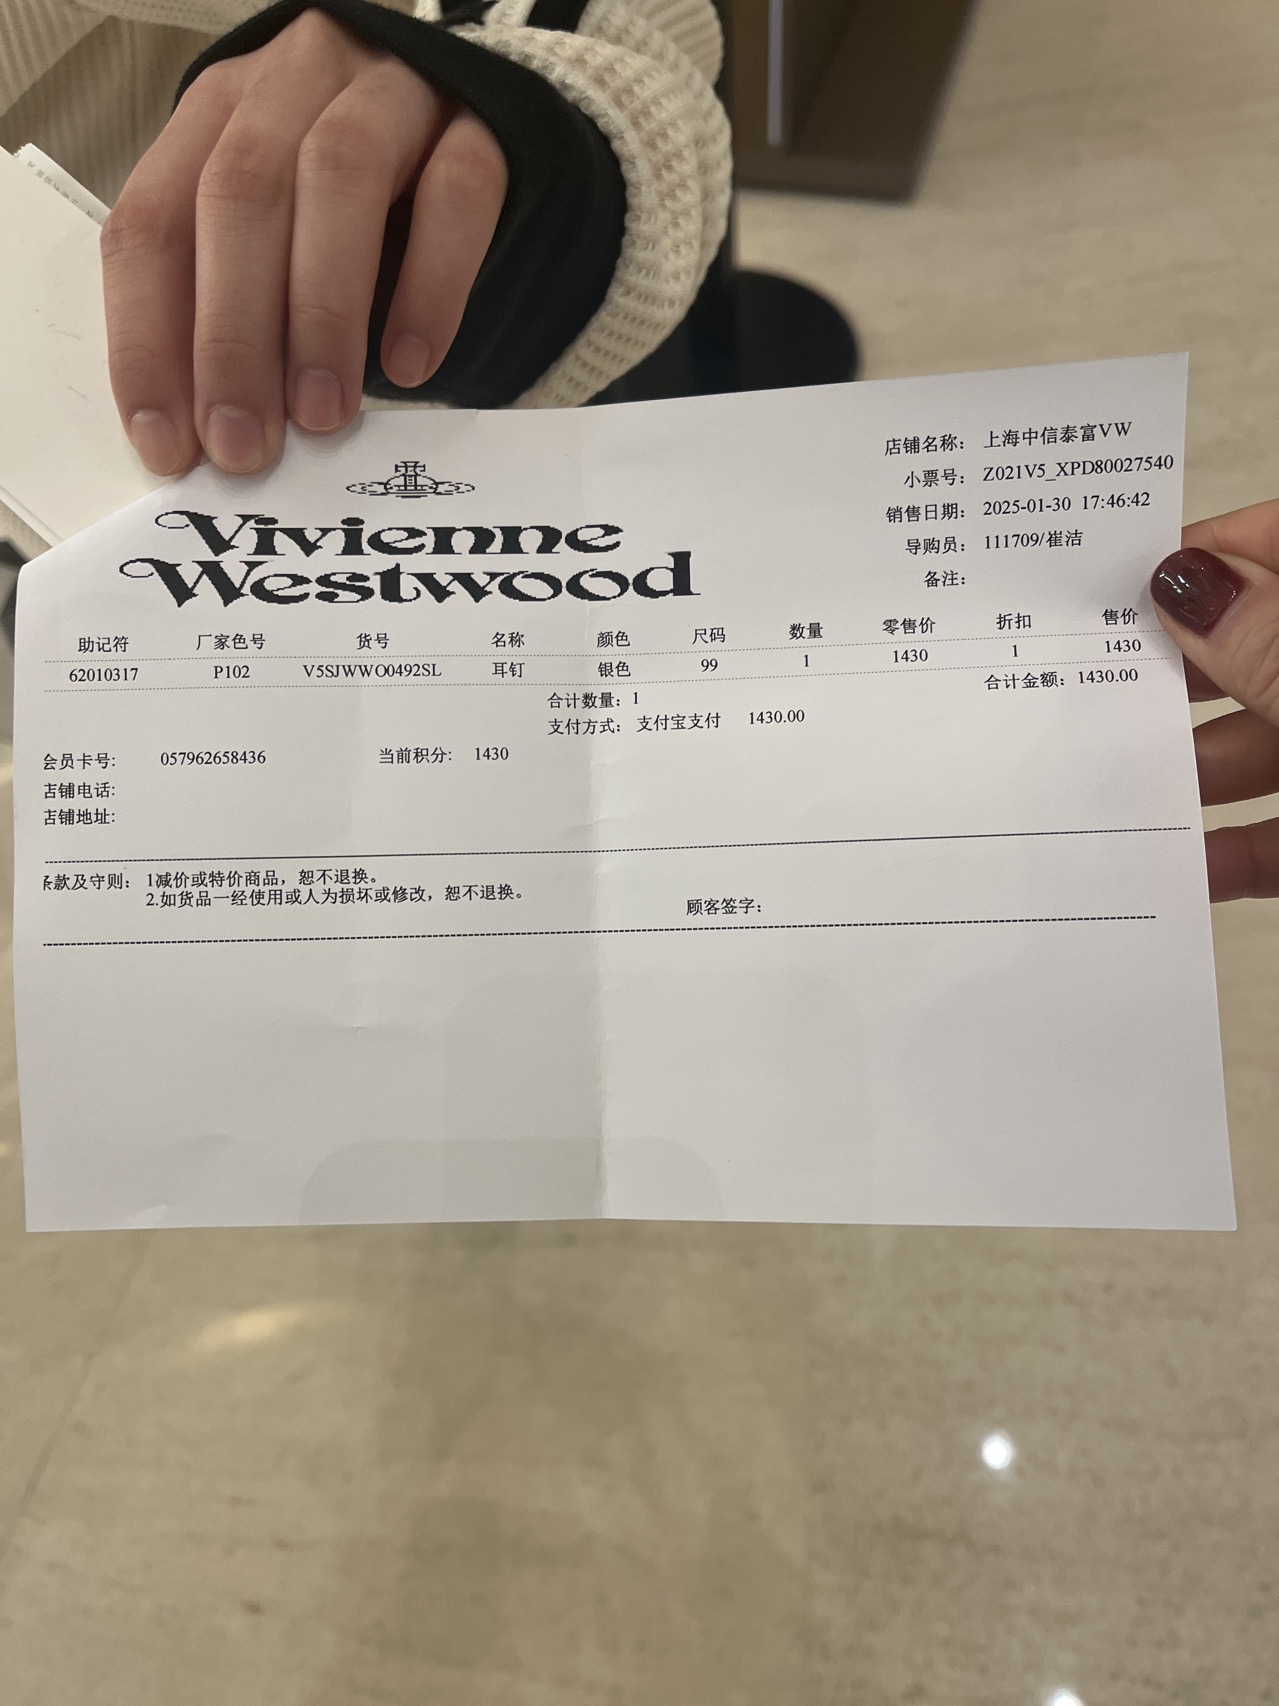 Vivienne
Westwood
店铺名称: 上海中信泰富VW
小票号: Z021V5_XPD80027540
销售日期: 2025-01-30 17:46:42
导购员: 111709/崔洁
备注:
助记符 厂家色号 货号 名称 颜色 尺码 数量 零售价 折扣 售价
62010317 P102 V5SJWWO0492SL 耳钉 银色 99 1 1430 1 1430
合计数量: 1 合计金额: 1430.00
支付方式: 支付宝支付 1430.00
会员卡号: 057962658436 当前积分: 1430
店铺电话:
店铺地址:
条款及守则: 1减价或特价商品，恕不退换。
2.如货品一经使用或人为损坏或修改，恕不退换。
顾客签字: